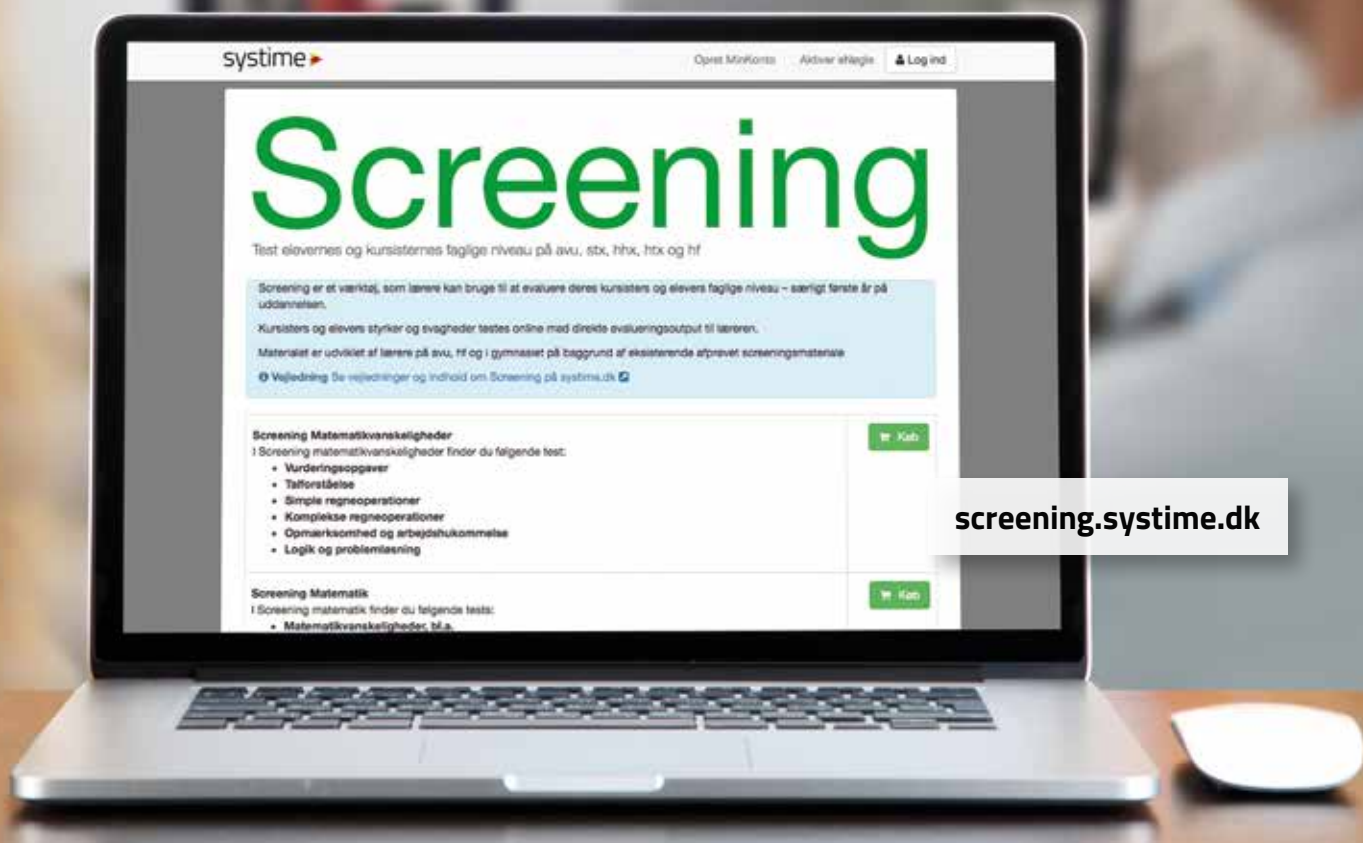 systime
Opret MinKonto Aktiver eNøgle Log ind
Screening
Test elevernes og kursisternes faglige niveau på avu, stx, hhx, htx og hf
Screening er et værktøj, som lærere kan bruge til at evaluere deres kursisters og elevers faglige niveau – særligt første år på
uddannelsen.
Kursisters og elevers styrker og svagheder testes online med direkte evalueringsoutput til læreren.
Materialet er udviklet af lærere på avu, hf og i gymnasiet på baggrund af eksisterende afprøvet screeningsmateriale
Vejledning Se vejledninger og indhold om Screening på systime.dk
Screening Matematikvanskeligheder
Køb
I Screening matematikvanskeligheder finder du følgende test:
• Vurderingsopgaver
• Talforståelse
• Simple regneoperationer
• Komplekse regneoperationer
• Opmærksomhed og arbejdshukommelse
• Logik og problemløsning
screening.systime.dk
Screening Matematik
Køb
I Screening matematik finder du følgende tests:
• Matematikvanskeligheder, bl.a.